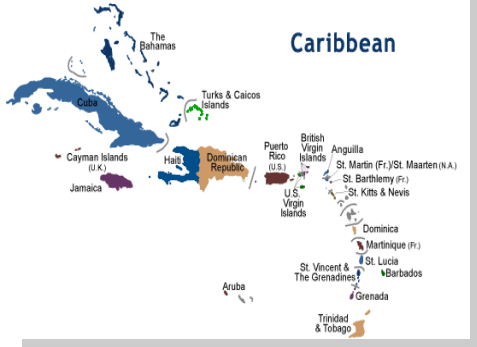 The
Bahamas
Caribbean
Turks & Caicos
Islands
Cuba
Cayman Islands
(U.K.)
Jamaica
Haiti
Dominican
Republic
Puerto
Rico
(U.S.)
British
Virgin
Islands
U.S.
Virgin
Islands
Anguilla
St. Martin (Fr.)/St. Maarten (N.A.)
St. Barthlemy (Fr.)
St. Kitts & Nevis
Dominica
Martinique (Fr.)
St. Lucia
Barbados
St. Vincent &
The Grenadines
Grenada
Aruba
Trinidad
& Tobago